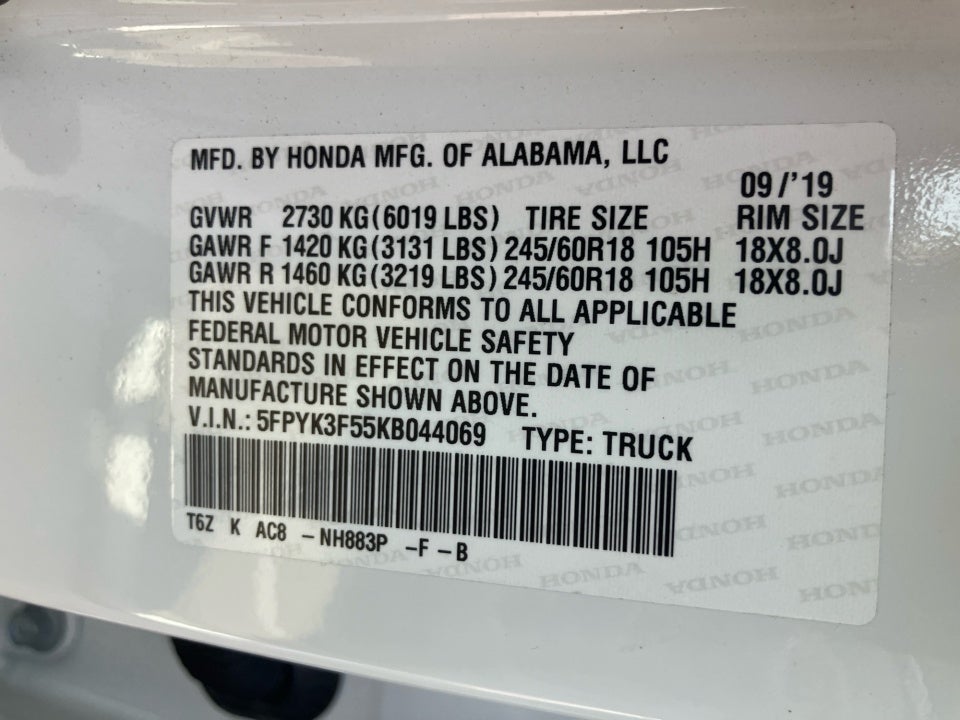 MFD. BY HONDA MFG. OF ALABAMA, LLC
09/'19
GVWR 2730 KG(6019 LBS) TIRE SIZE RIM SIZE
GAWR F 1420 KG(3131 LBS) 245/60R18 105H 18X8.0J
GAWR R 1460 KG(3219 LBS) 245/60R18 105H 18X8.0J
THIS VEHICLE CONFORMS TO ALL APPLICABLE
FEDERAL MOTOR VEHICLE SAFETY
STANDARDS IN EFFECT ON THE DATE OF
MANUFACTURE SHOWN ABOVE.
V.I.N.: 5FPYK3F55KB044069 TYPE: TRUCK
T6Z K AC8 -NH883P -F -B